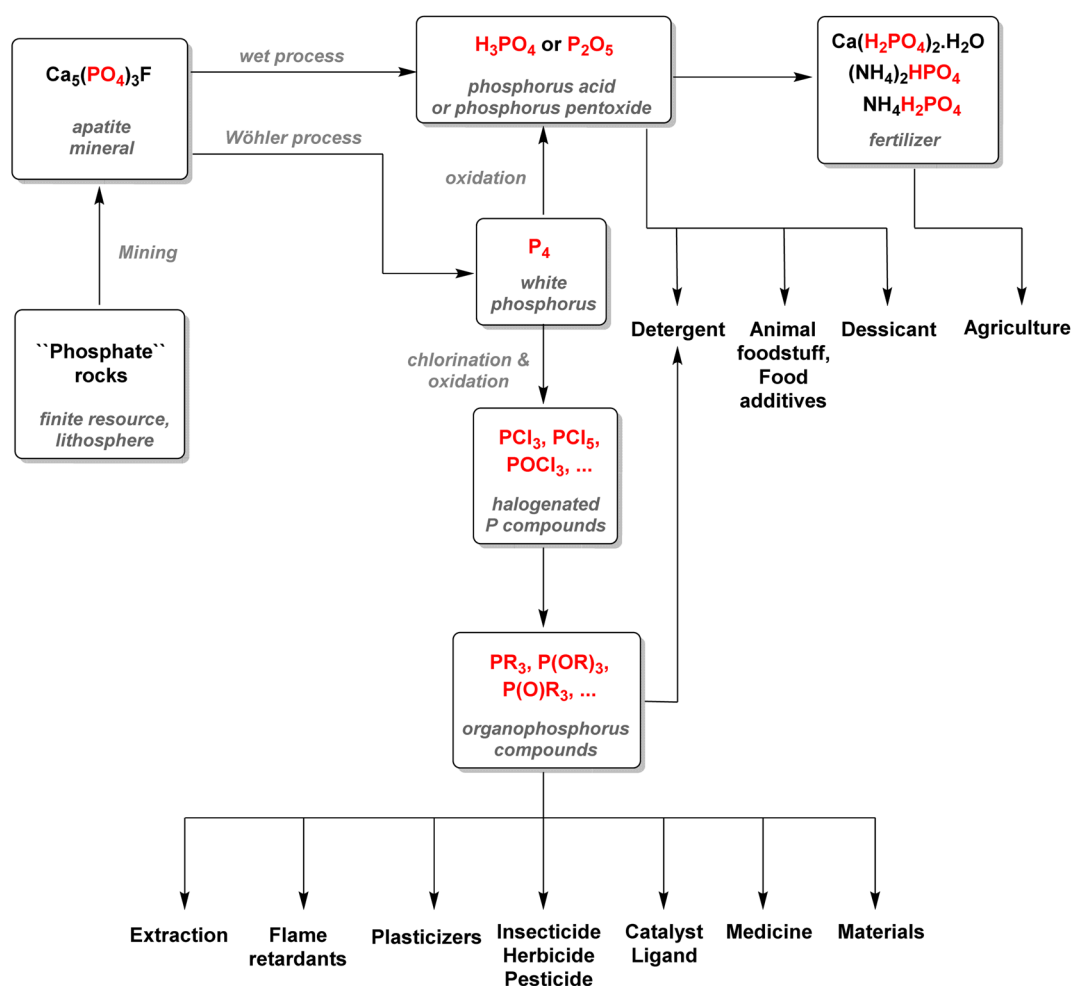 Ca₅(PO₄)₃F
apatite
mineral
wet process
Wöhler process
H₃PO₄ or P₂O₅
phosphorus acid
or phosphorus pentoxide
Ca(H₂PO₄)₂.H₂O
(NH₄)₂HPO₄
NH₄H₂PO₄
fertilizer
oxidation
Mining
P₄
white
phosphorus
``Phosphate``
rocks
finite resource,
lithosphere
Detergent
Animal
foodstuff,
Food
additives
Dessicant
Agriculture
chlorination &
oxidation
PCl₃, PCl₅,
POCl₃, ...
halogenated
P compounds
PR₃, P(OR)₃,
P(O)R₃, ...
organophosphorus
compounds
Extraction
Flame
retardants
Plasticizers
Insecticide
Herbicide
Pesticide
Catalyst
Ligand
Medicine
Materials